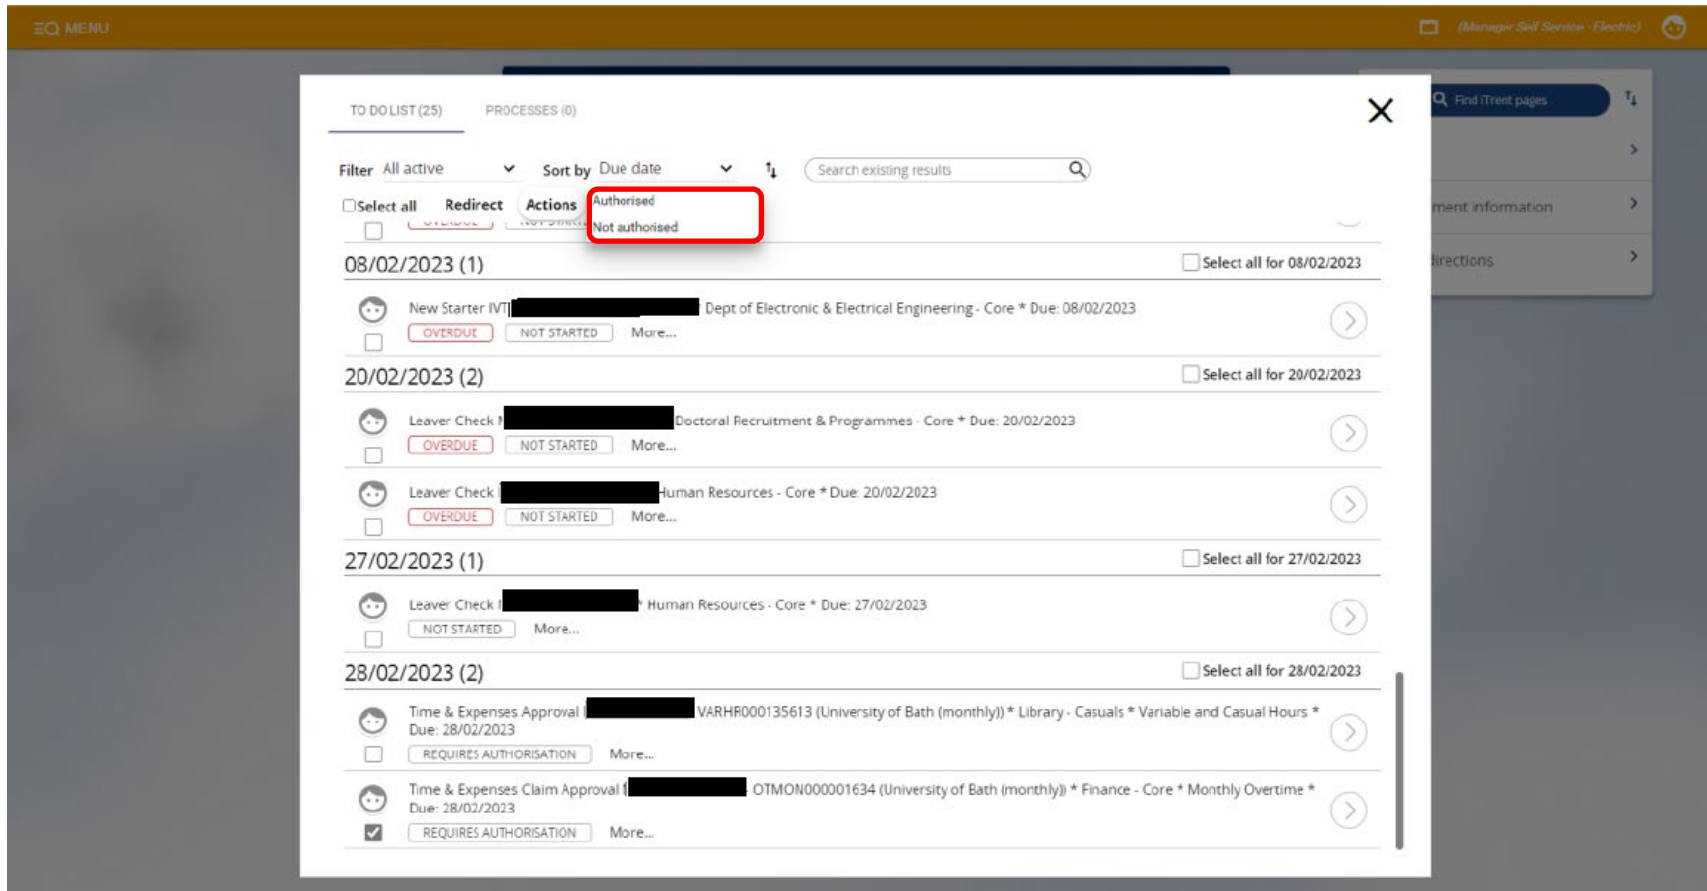 MENU
(Manager Self Service - Electric)
TO DO LIST (25) PROCESSES (0)
Find iTrent pages
Filter All active Sort by Due date Search existing results
Select all Redirect Actions Authorised
Not authorised
ment information
08/02/2023 (1) Select all for 08/02/2023
directions
New Starter IVT Dept of Electronic & Electrical Engineering - Core * Due: 08/02/2023
OVERDUE NOT STARTED More...
20/02/2023 (2) Select all for 20/02/2023
Leaver Check Doctoral Recruitment & Programmes - Core * Due: 20/02/2023
OVERDUE NOT STARTED More...
Leaver Check Human Resources - Core * Due: 20/02/2023
OVERDUE NOT STARTED More...
27/02/2023 (1) Select all for 27/02/2023
Leaver Check * Human Resources - Core * Due: 27/02/2023
NOT STARTED More...
28/02/2023 (2) Select all for 28/02/2023
Time & Expenses Approval VARHR000135613 (University of Bath (monthly)) * Library - Casuals * Variable and Casual Hours *
Due: 28/02/2023
REQUIRES AUTHORISATION More...
Time & Expenses Claim Approval - OTMON000001634 (University of Bath (monthly)) * Finance - Core * Monthly Overtime *
Due: 28/02/2023
REQUIRES AUTHORISATION More...